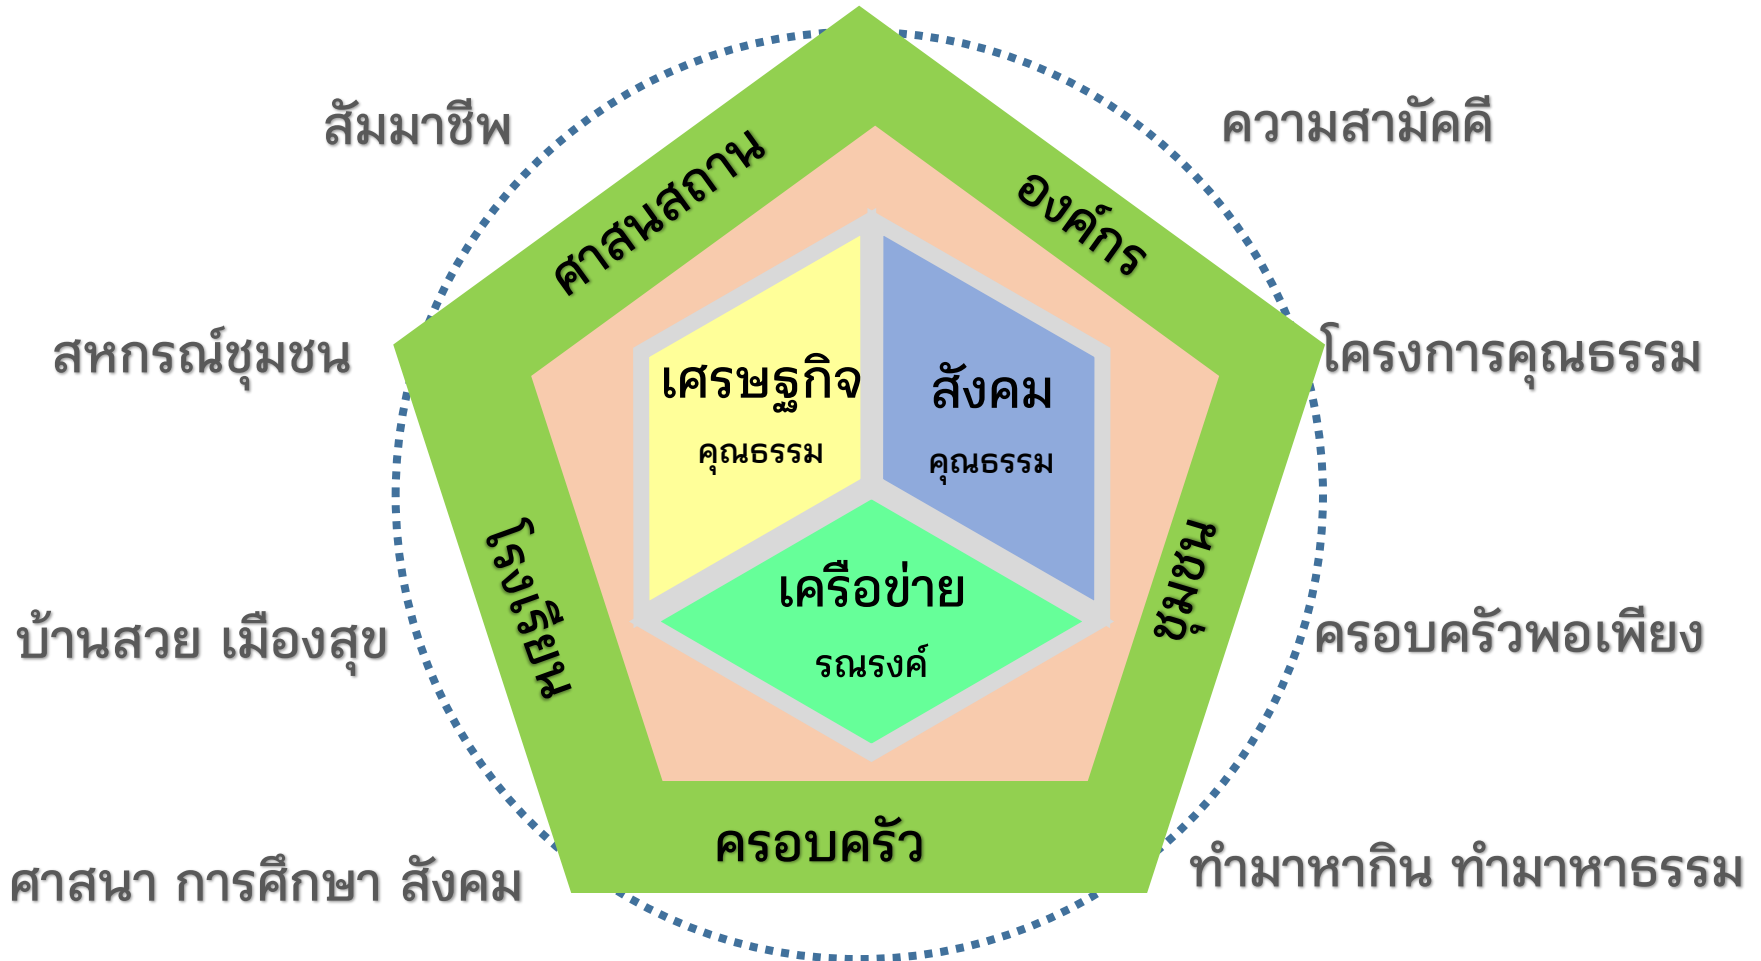 สัมมาชีพ
ความสามัคคี
ศาสนสถาน
องค์กร
สหกรณ์ชุมชน
โครงการคุณธรรม
เศรษฐกิจ
คุณธรรม
สังคม
คุณธรรม
โรงเรียน
ชุมชน
เครือข่าย
รณรงค์
บ้านสวย เมืองสุข
ครอบครัวพอเพียง
ครอบครัว
ศาสนา การศึกษา สังคม
ทำมาหากิน ทำมาหาธรรม